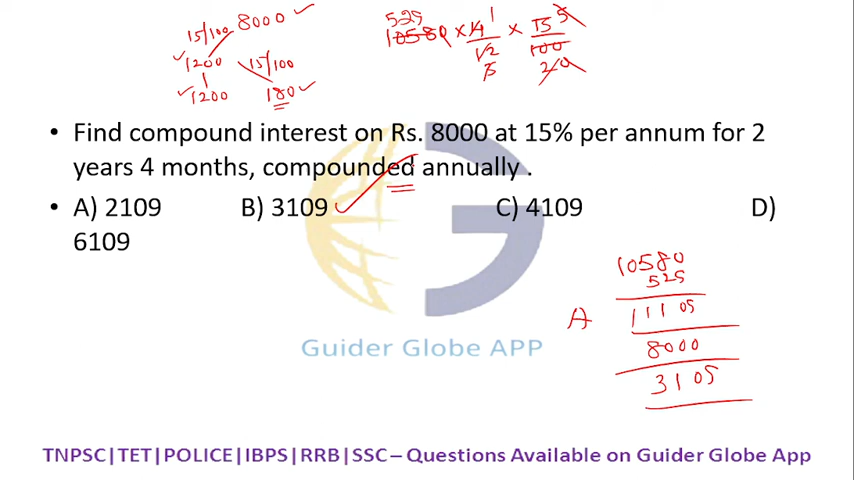 15/100 8000 ✓
✓1200 15/100
✓1200 180 ✓
525
10580 × 4/12 × 15/100
1
3
5
20
• Find compound interest on Rs. 8000 at 15% per annum for 2
years 4 months, compounded annually .
• A) 2109 B) 3109 C) 4109 D)
6109
10580
525
A 11105
8000
3105
Guider Globe APP
TNPSC|TET|POLICE|IBPS|RRB|SSC – Questions Available on Guider Globe App